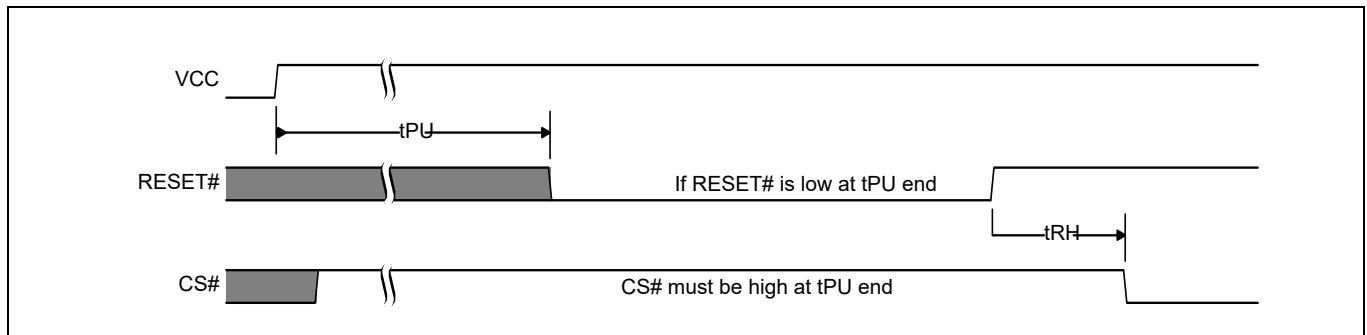 VCC
tPU
RESET#
If RESET# is low at tPU end
tRH
CS#
CS# must be high at tPU end